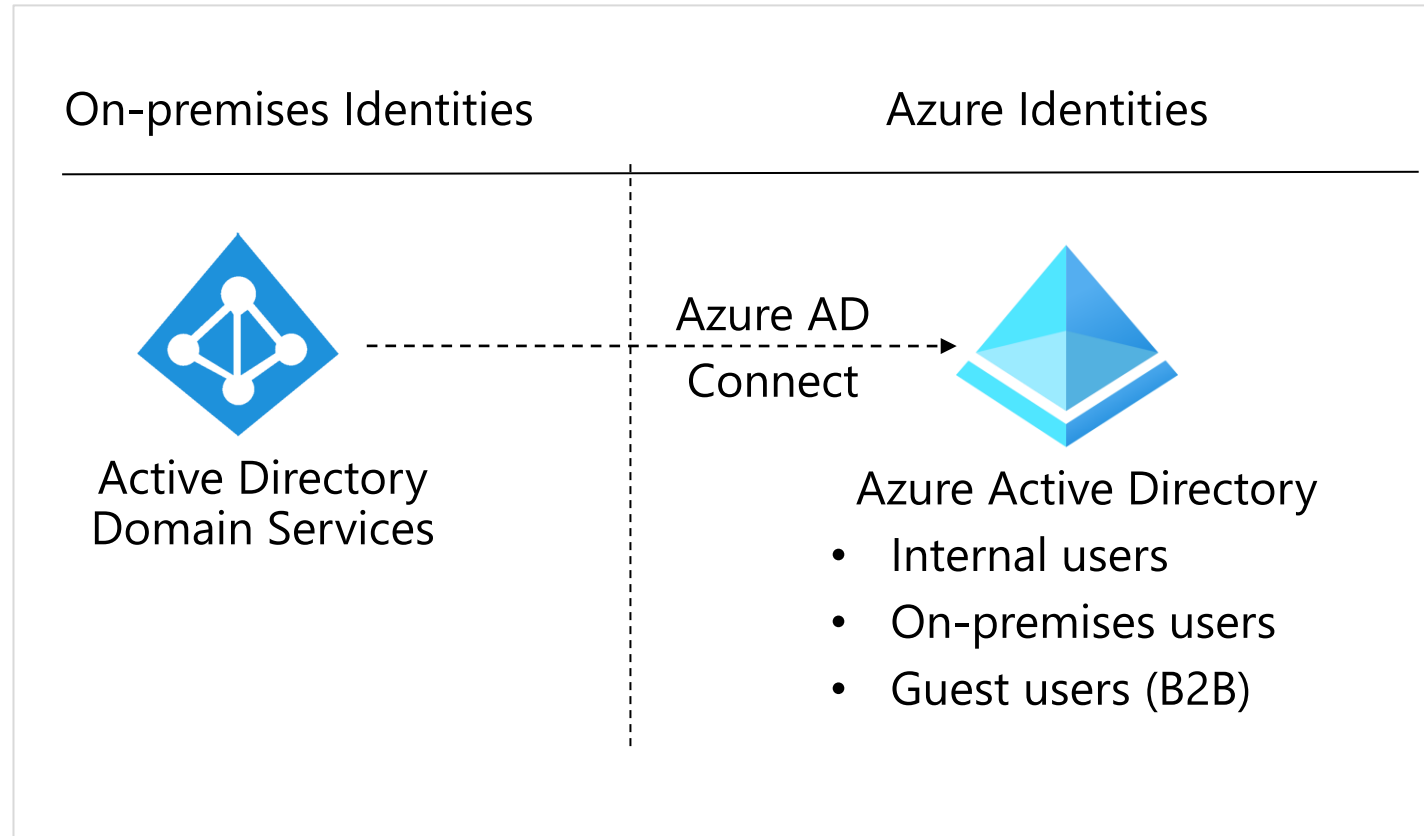 On-premises Identities
Azure Identities
Active Directory
Domain Services
Azure AD
Connect
Azure Active Directory
• Internal users
• On-premises users
• Guest users (B2B)